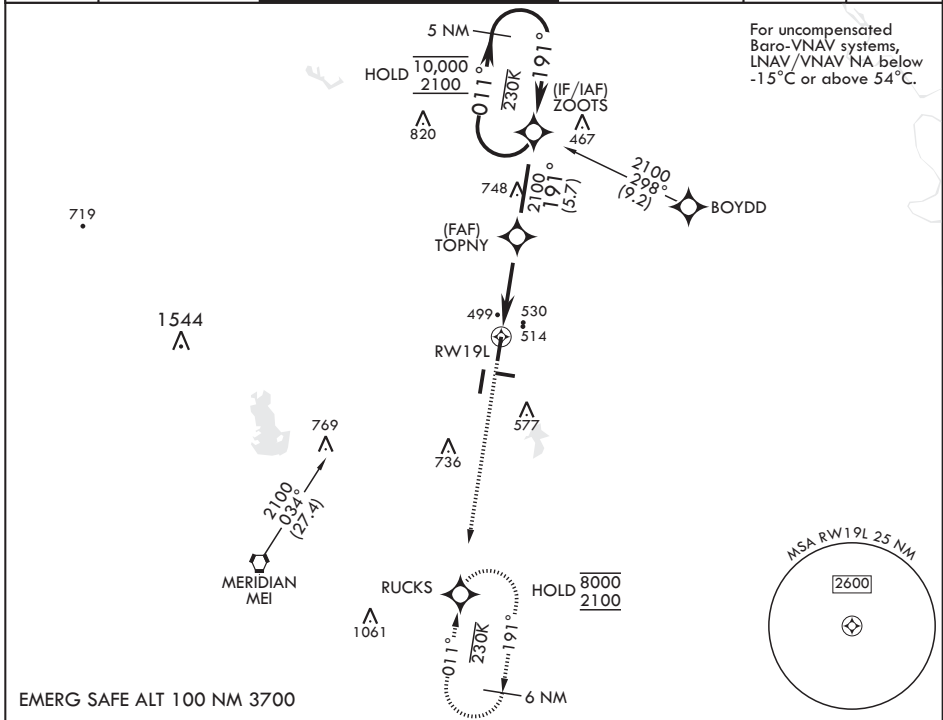 5 NM
HOLD 10,000
2100
011°
230K
191°
For uncompensated
Baro-VNAV systems,
LNAV/VNAV NA below
-15°C or above 54°C.
(IF/IAF)
ZOOTS
820
467
748
2100
191°
(5.7)
2100
298°
(9.2)
BOYDD
719
(FAF)
TOPNY
499
530
514
1544
RW19L
769
577
736
2100
034°
(27.4)
MERIDIAN
MEI
MSA RW19L 25 NM
2600
RUCKS
HOLD 8000
2100
1061
011°
230K
191°
6 NM
EMERG SAFE ALT 100 NM 3700